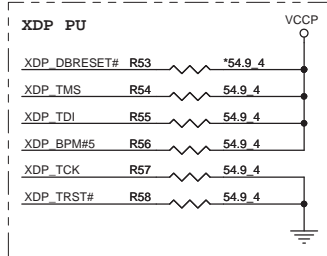 XDP PU
VCCP
XDP_DBRESET# R53 *54.9_4
XDP_TMS R54 54.9_4
XDP_TDI R55 54.9_4
XDP_BPM#5 R56 54.9_4
XDP_TCK R57 54.9_4
XDP_TRST# R58 54.9_4